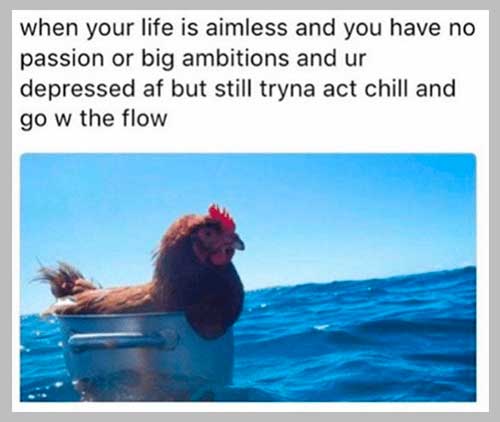 when your life is aimless and you have no
passion or big ambitions and ur
depressed af but still tryna act chill and
go w the flow